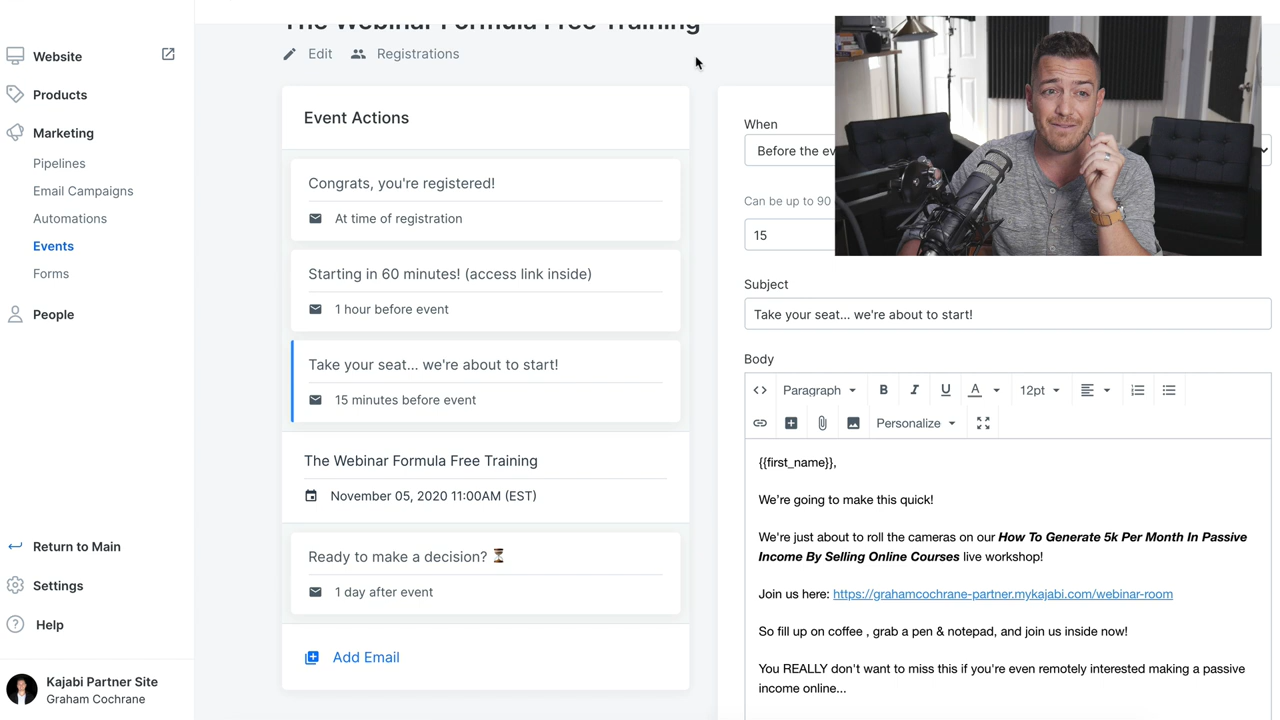 The Webinar Formula Free Training
Website
Products
Marketing
Pipelines
Email Campaigns
Automations
Events
Forms
People
Return to Main
Settings
Help
Kajabi Partner Site
Graham Cochrane
Edit
Registrations
Event Actions
Congrats, you're registered!
At time of registration
Starting in 60 minutes! (access link inside)
1 hour before event
Take your seat... we're about to start!
15 minutes before event
The Webinar Formula Free Training
November 05, 2020 11:00AM (EST)
Ready to make a decision? ⏳
1 day after event
Add Email
When
Before the ev
Can be up to 90
15
Subject
Take your seat... we're about to start!
Body
Paragraph B I U A 12pt
Personalize
{{first_name}},
We're going to make this quick!
We're just about to roll the cameras on our How To Generate 5k Per Month In Passive
Income By Selling Online Courses live workshop!
Join us here: https://grahamcochrane-partner.mykajabi.com/webinar-room
So fill up on coffee , grab a pen & notepad, and join us inside now!
You REALLY don't want to miss this if you're even remotely interested making a passive
income online...